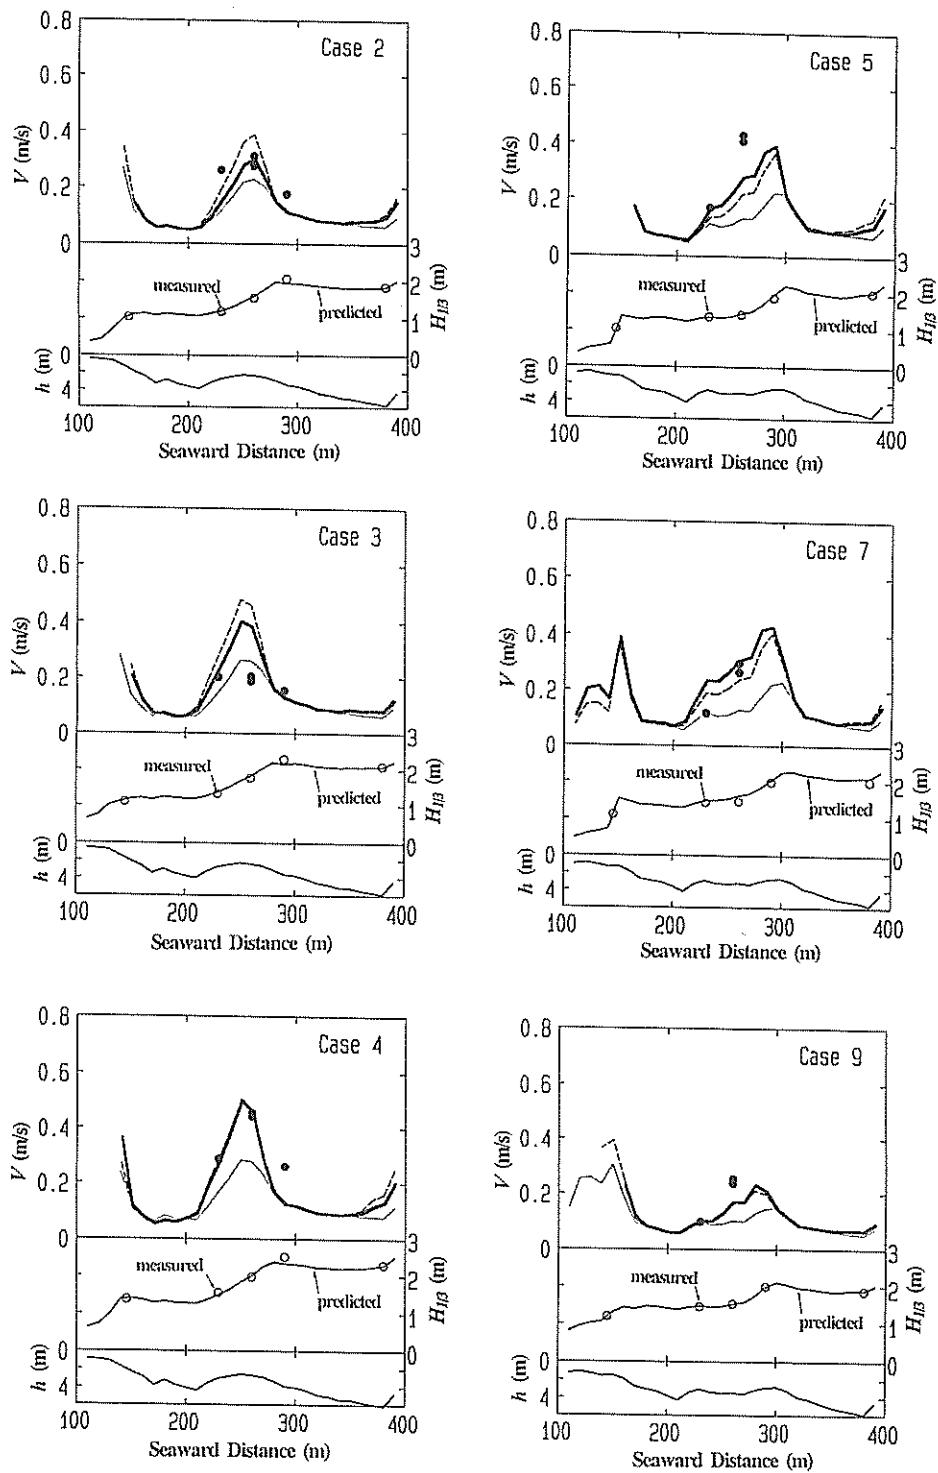 Case 2
0.8
0.6
0.4
0.2
0
V (m/s)
3
2
1
0
H1/3 (m)
measured
predicted
0
4
h (m)
100 200 300 400
Seaward Distance (m)
Case 5
0.8
0.6
0.4
0.2
0
V (m/s)
3
2
1
0
H1/3 (m)
measured
predicted
0
4
h (m)
100 200 300 400
Seaward Distance (m)
Case 3
0.8
0.6
0.4
0.2
0
V (m/s)
3
2
1
0
H1/3 (m)
measured
predicted
0
4
h (m)
100 200 300 400
Seaward Distance (m)
Case 7
0.8
0.6
0.4
0.2
0
V (m/s)
3
2
1
0
H1/3 (m)
measured
predicted
0
4
h (m)
100 200 300 400
Seaward Distance (m)
Case 4
0.8
0.6
0.4
0.2
0
V (m/s)
3
2
1
0
H1/3 (m)
measured
predicted
0
4
h (m)
100 200 300 400
Seaward Distance (m)
Case 9
0.8
0.6
0.4
0.2
0
V (m/s)
3
2
1
0
H1/3 (m)
measured
predicted
0
4
h (m)
100 200 300 400
Seaward Distance (m)